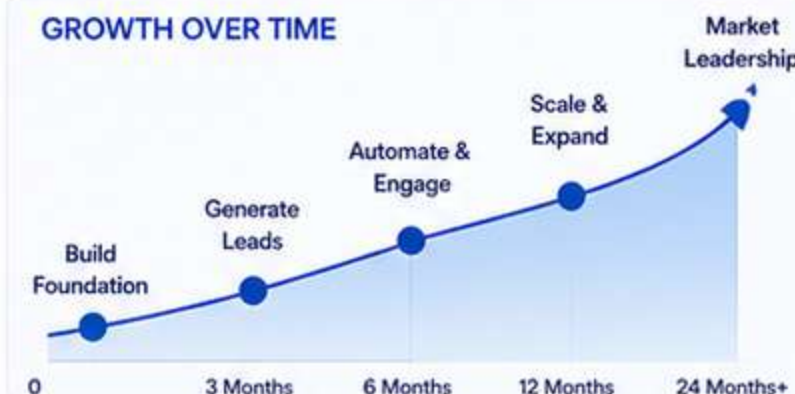 GROWTH OVER TIME
Market
Leadership
Scale &
Expand
Automate &
Engage
Generate
Leads
Build
Foundation
0
3 Months
6 Months
12 Months
24 Months+